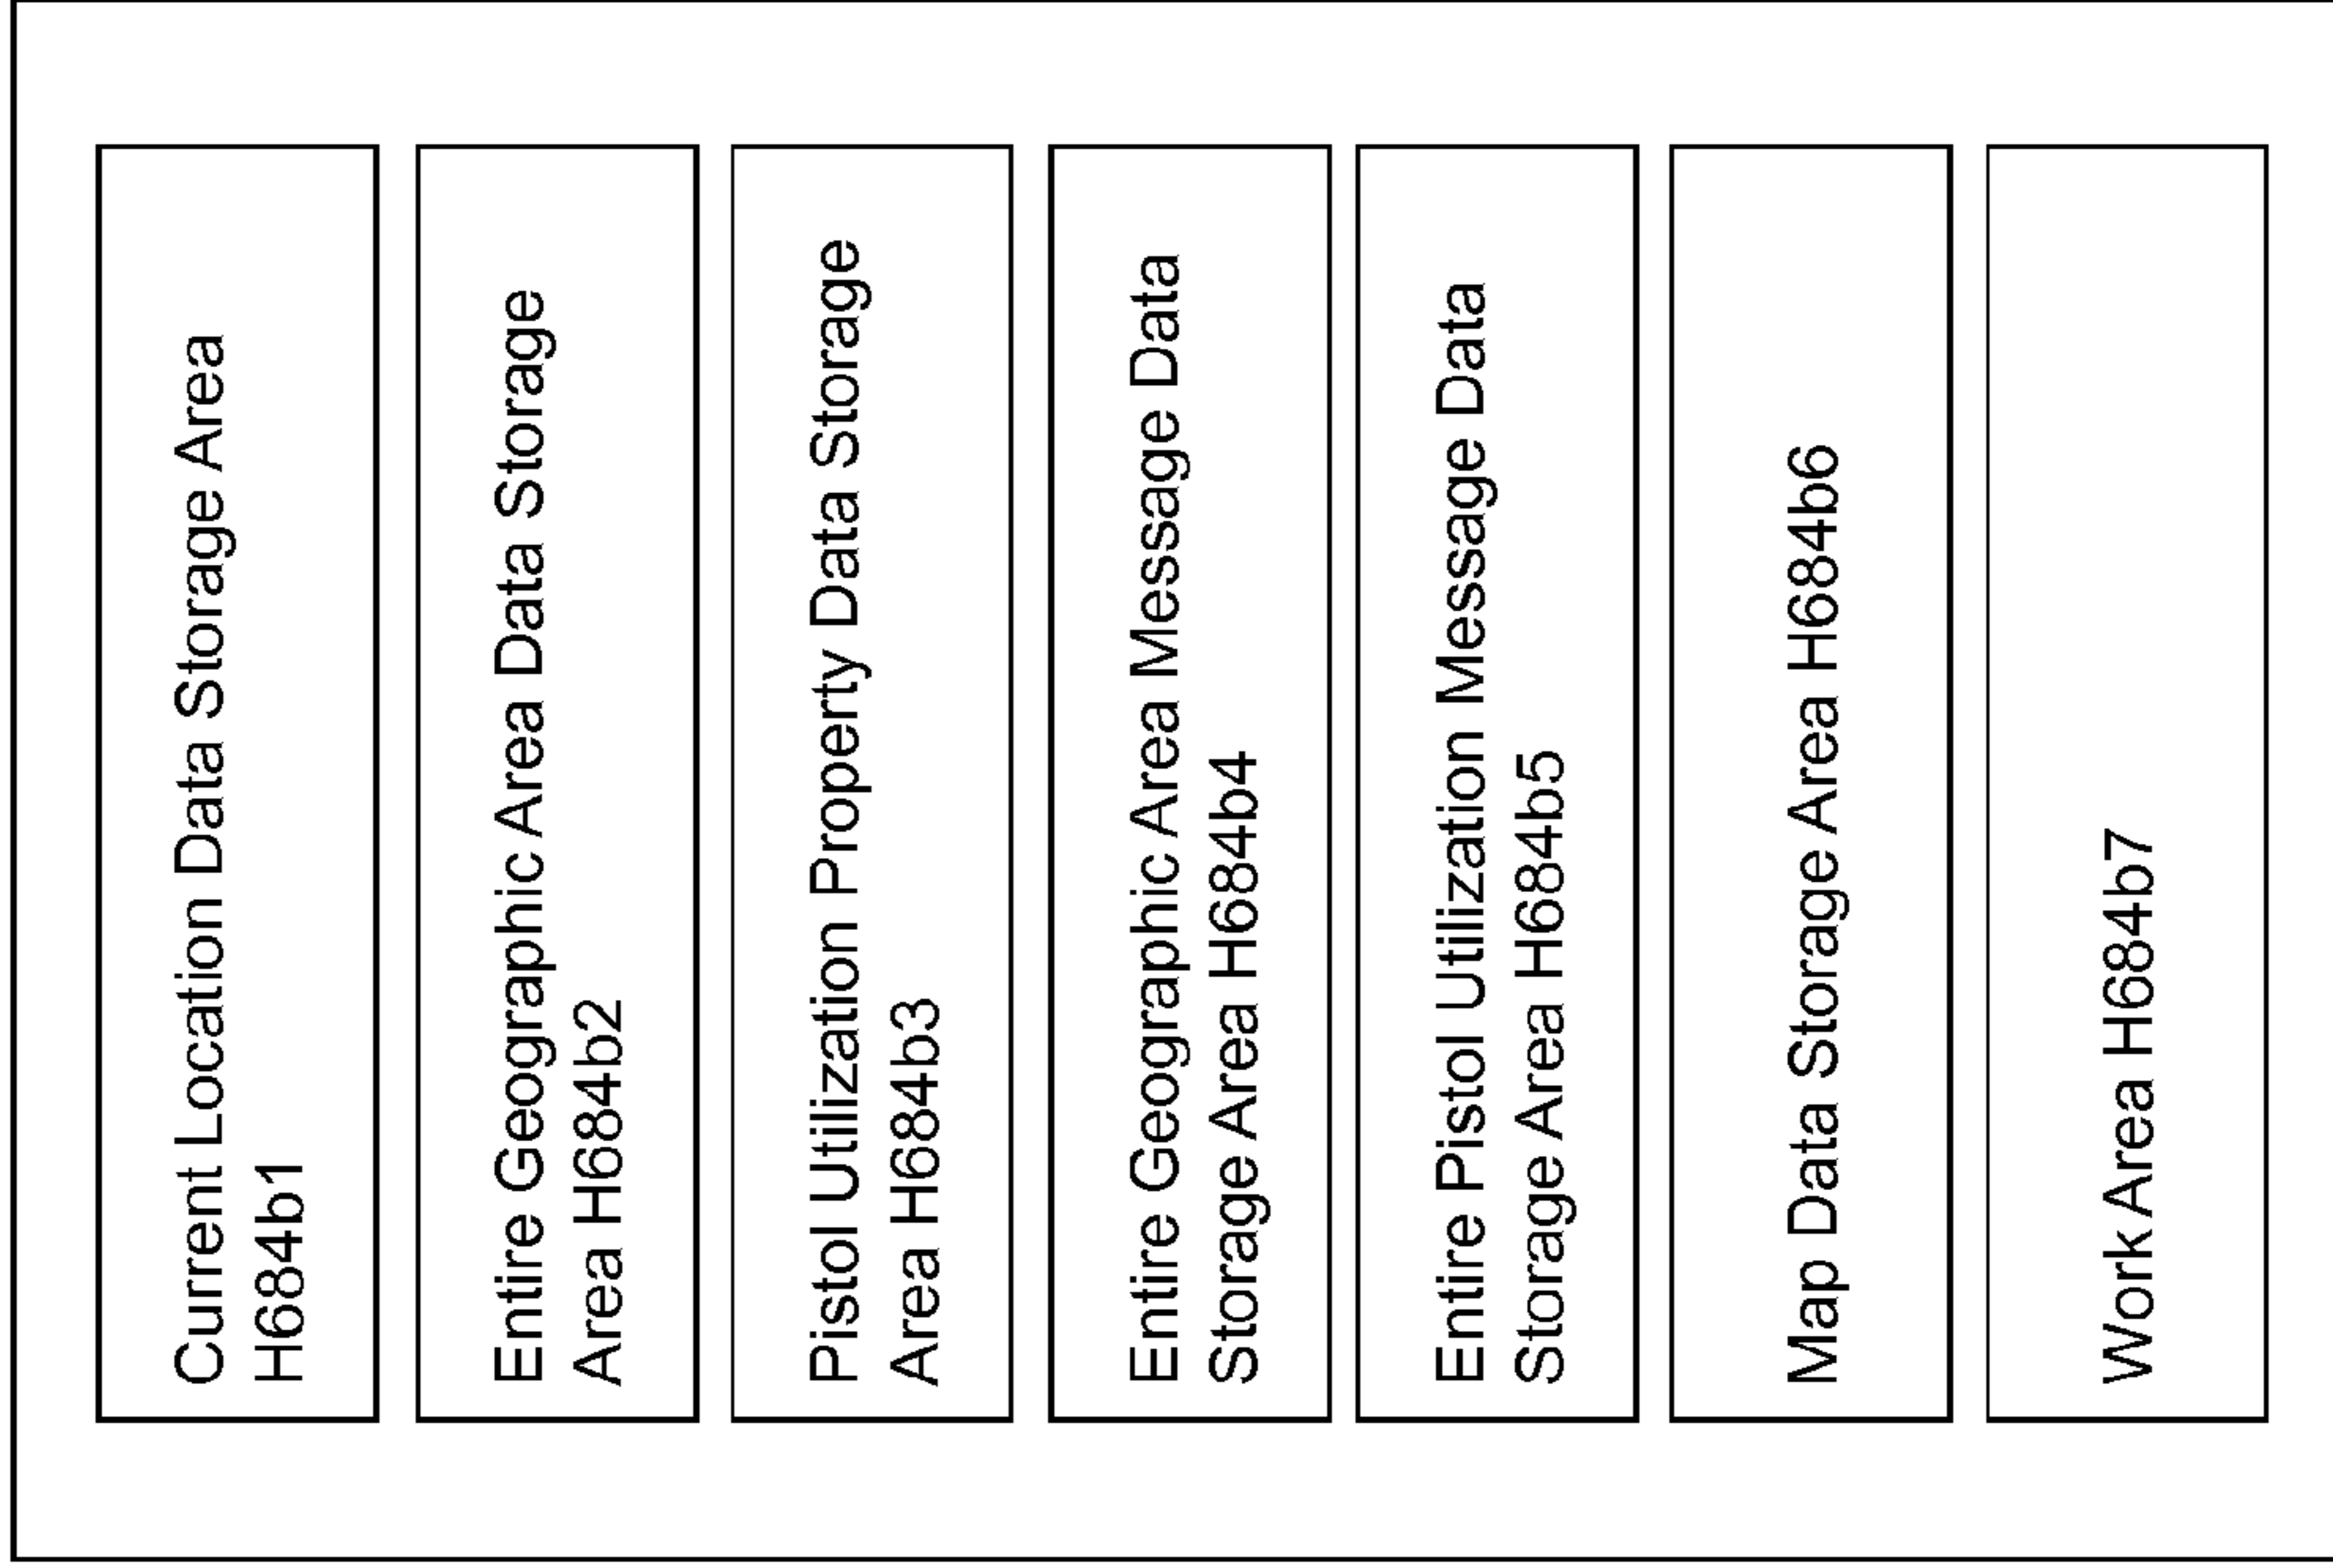 Current Location Data Storage Area
H684b1
Entire Geographic Area Data Storage
Area H684b2
Pistol Utilization Property Data Storage
Area H684b3
Entire Geographic Area Message Data
Storage Area H684b4
Entire Pistol Utilization Message Data
Storage Area H684b5
Map Data Storage Area H684b6
Work Area H684b7